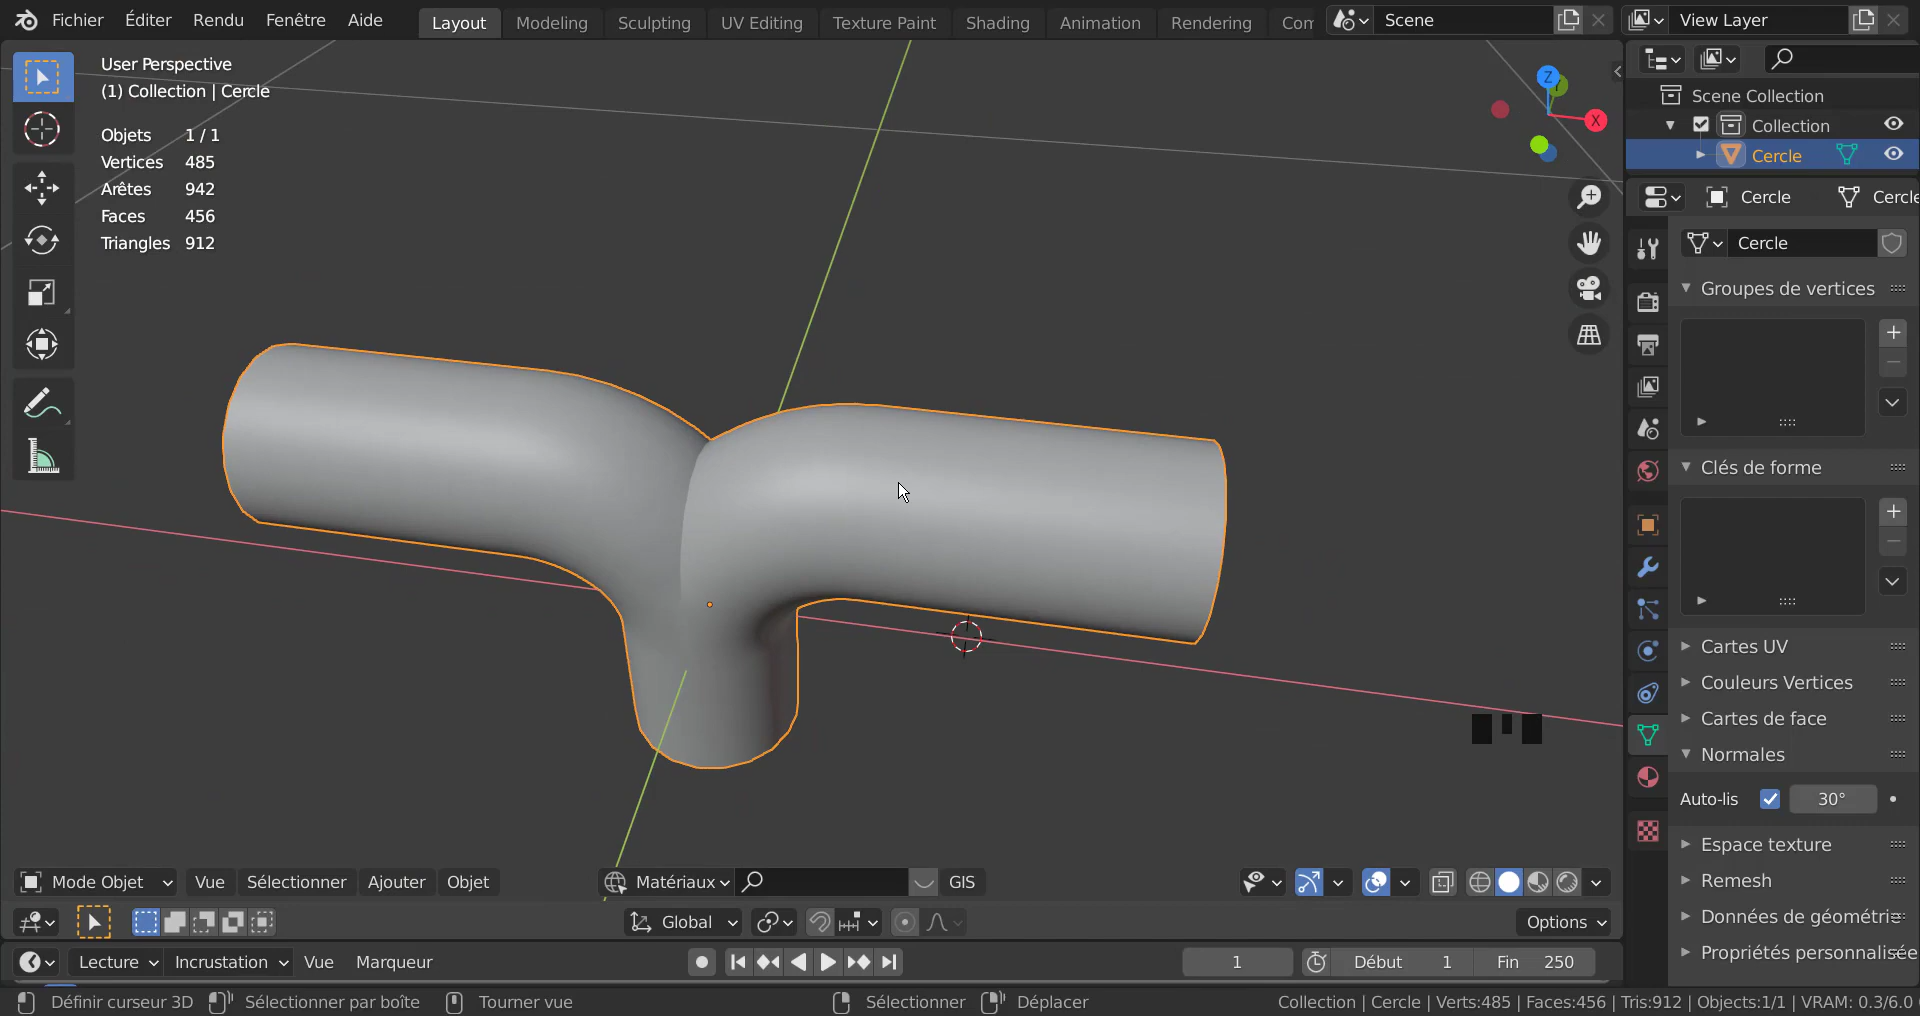 Fichier Éditer Rendu Fenêtre Aide Layout Modeling Sculpting UV Editing Texture Paint Shading Animation Rendering Com Scene View Layer
User Perspective
(1) Collection | Cercle
Objets 1 / 1
Vertices 485
Arêtes 942
Faces 456
Triangles 912
Z
X
Scene Collection
Collection
Cercle
Cercle Cercle
Cercle
Groupes de vertices
Clés de forme
Cartes UV
Couleurs Vertices
Cartes de face
Normales
Auto-lis 30°
Espace texture
Remesh
Données de géométrie
Propriétés personnalisée
Mode Objet Vue Sélectionner Ajouter Objet Matériaux GIS
Global Options
Lecture Incrustation Vue Marqueur 1 Début 1 Fin 250
Définir curseur 3D Sélectionner par boîte Tourner vue Sélectionner Déplacer Collection | Cercle | Verts:485 | Faces:456 | Tris:912 | Objects:1/1 | VRAM: 0.3/6.0